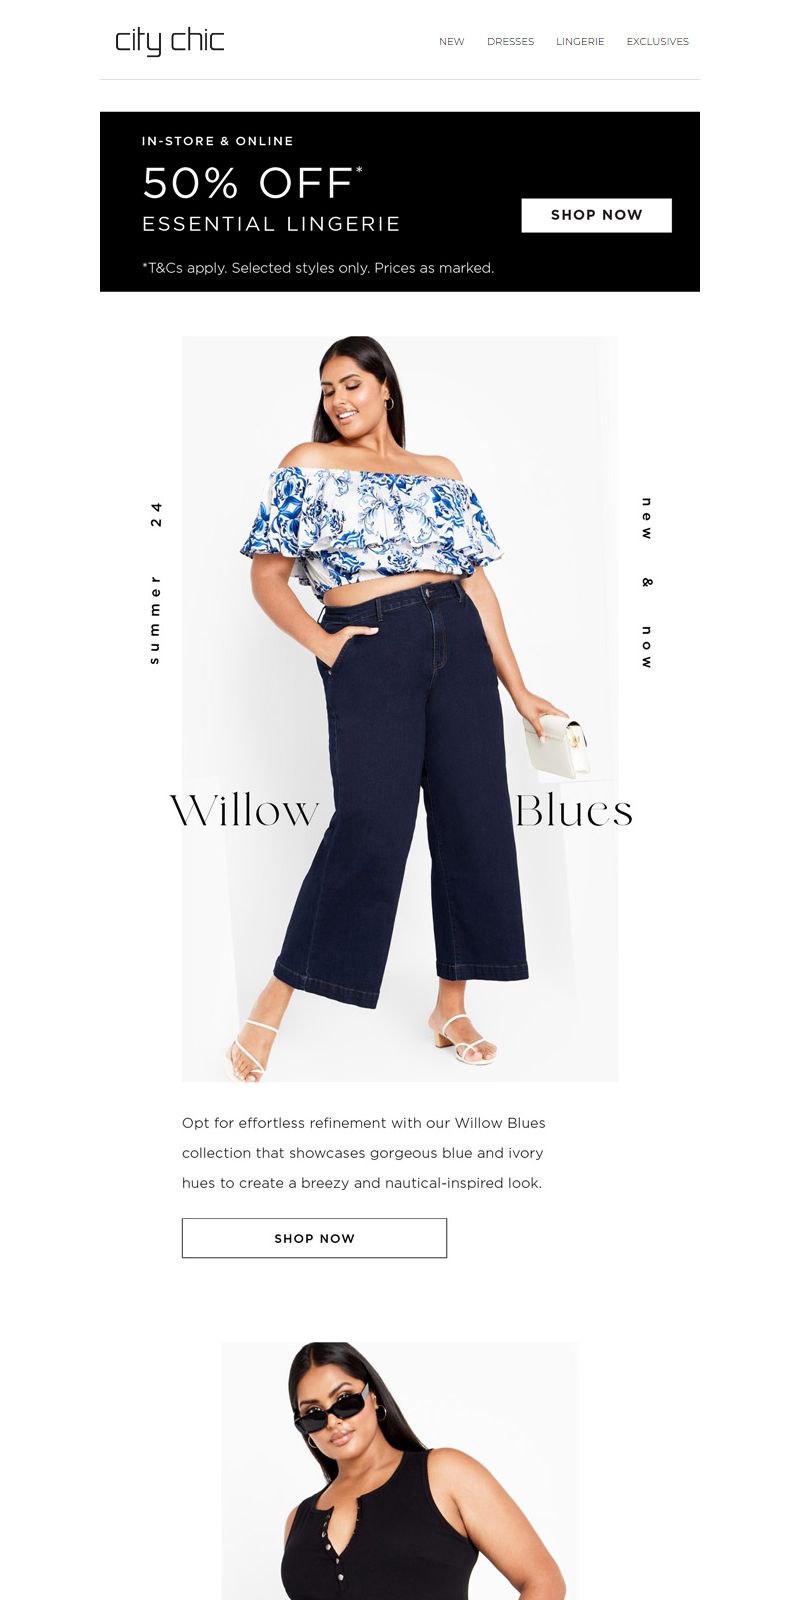 city chic
NEW DRESSES LINGERIE EXCLUSIVES
IN-STORE & ONLINE
50% OFF*
ESSENTIAL LINGERIE
SHOP NOW
*T&Cs apply. Selected styles only. Prices as marked.
summer 24
new & now
Willow Blues
Opt for effortless refinement with our Willow Blues
collection that showcases gorgeous blue and ivory
hues to create a breezy and nautical-inspired look.
SHOP NOW